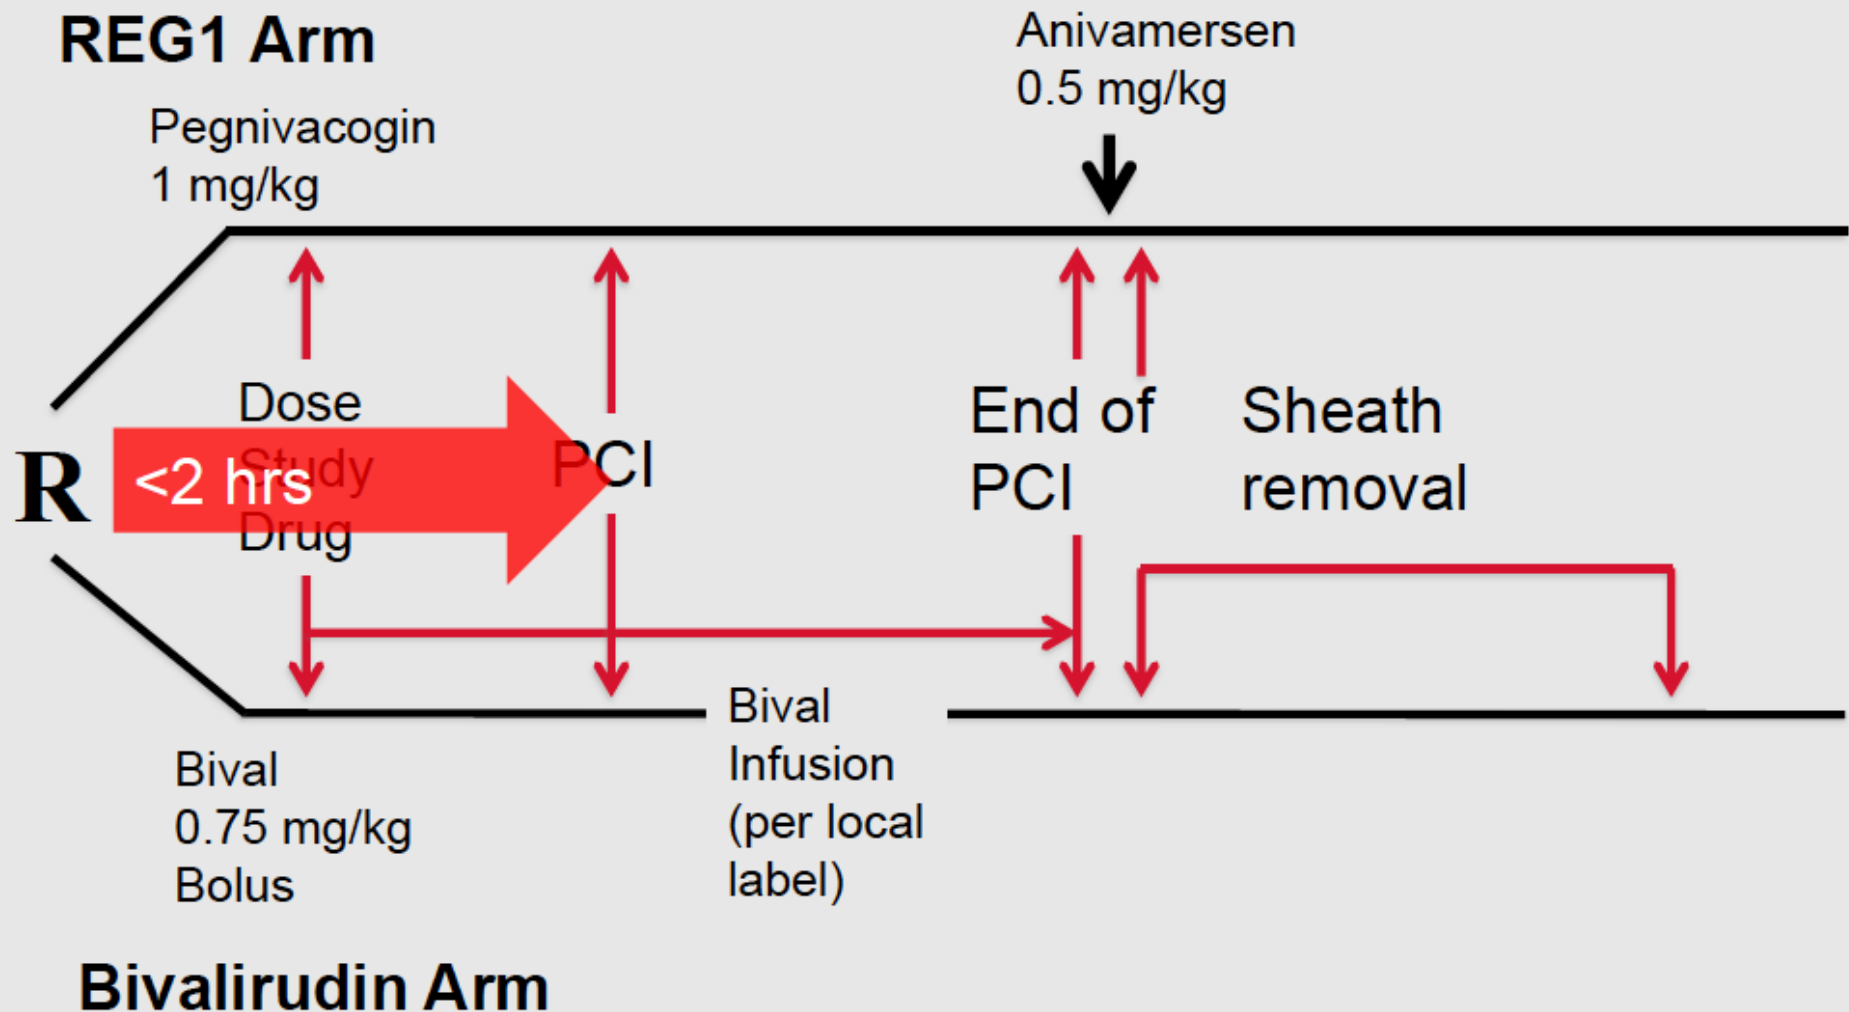 REG1 Arm
Anivamersen
0.5 mg/kg
Pegnivacogin
1 mg/kg
R
<2 hrs
Dose
Study
Drug
PCI
End of
PCI
Sheath
removal
Bival
0.75 mg/kg
Bolus
Bival
Infusion
(per local
label)
Bivalirudin Arm